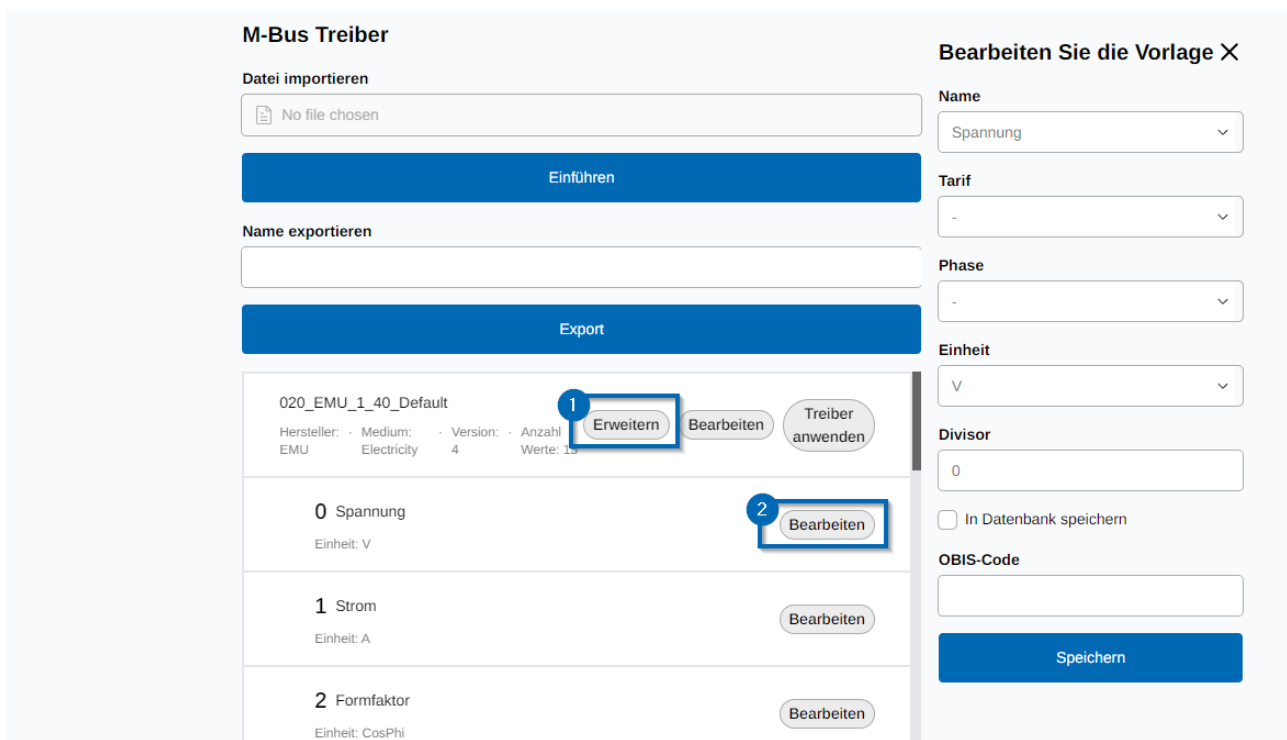 M-Bus Treiber
Datei importieren
No file chosen
Einführen
Name exportieren
Export
020_EMU_1_40_Default
Hersteller: · Medium: · Version: · Anzahl
EMU Electricity 4 Werte: 15
1
Erweitern
Bearbeiten
Treiber
anwenden
0 Spannung
Einheit: V
2
Bearbeiten
1 Strom
Einheit: A
Bearbeiten
2 Formfaktor
Einheit: CosPhi
Bearbeiten
Bearbeiten Sie die Vorlage
Name
Spannung
Tarif
-
Phase
-
Einheit
V
Divisor
0
In Datenbank speichern
OBIS-Code
Speichern